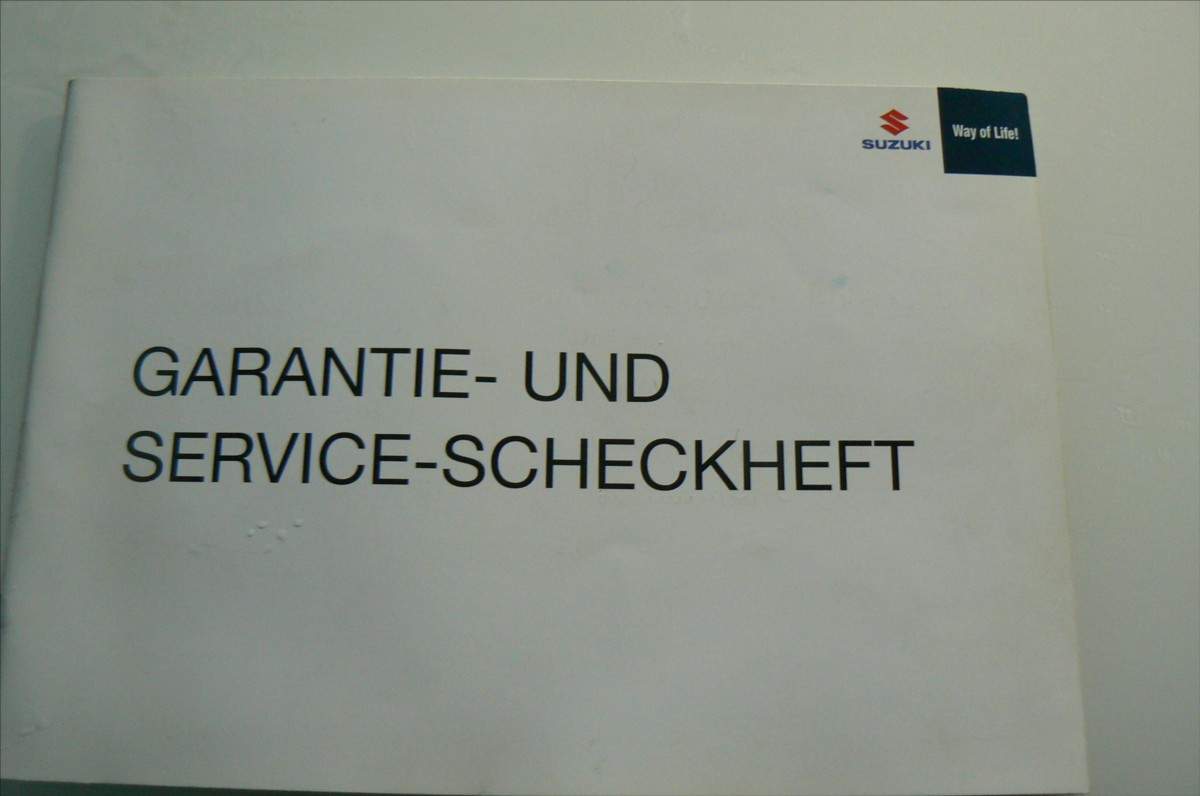 SUZUKI
Way of Life!
GARANTIE- UND
SERVICE-SCHECKHEFT